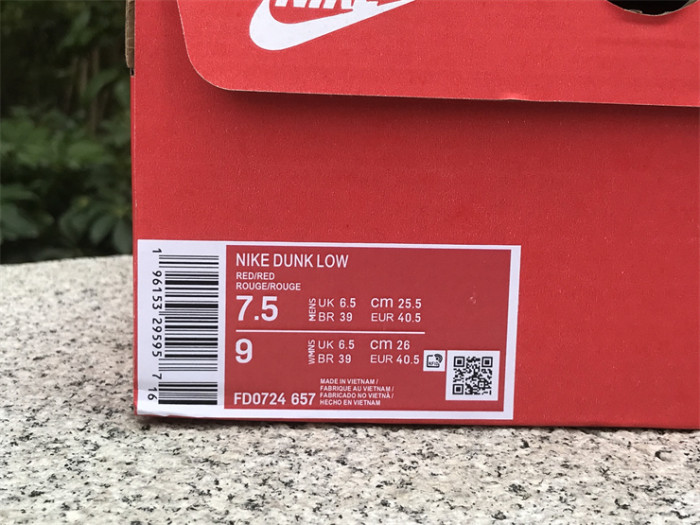 NIKE
NIKE DUNK LOW
RED/RED
ROUGE/ROUGE
7.5 MENS UK 6.5 cm 25.5
BR 39 EUR 40.5
9 WMNS UK 6.5 cm 26
BR 39 EUR 40.5
MADE IN VIETNAM /
FABRIQUE AU VIETNAM /
FABRICADO NO VIETNÃ /
HECHO EN VIETNAM
FD0724 657
1 96153 29595 7 16